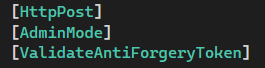 [HttpPost]
[AdminMode]
[ValidateAntiForgeryToken]